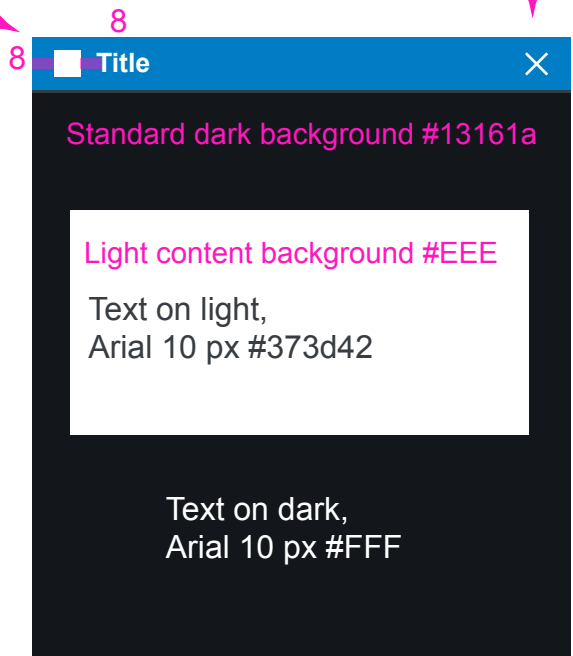 8
8
Title
Standard dark background #13161a
Light content background #EEE
Text on light,
Arial 10 px #373d42
Text on dark,
Arial 10 px #FFF